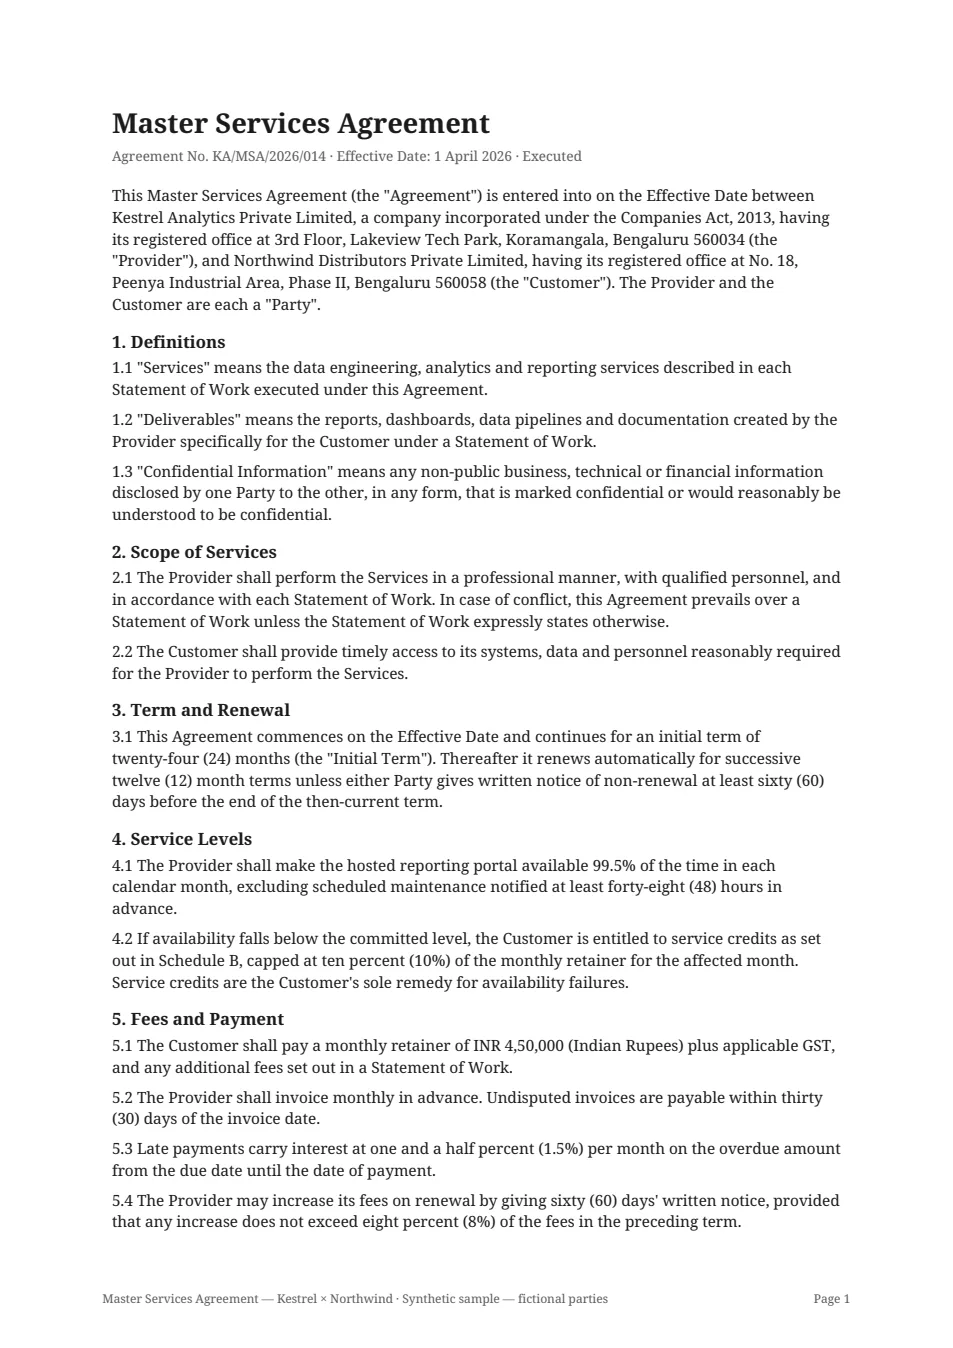 Master Services Agreement
Agreement No. KA/MSA/2026/014 · Effective Date: 1 April 2026 · Executed
This Master Services Agreement (the "Agreement") is entered into on the Effective Date between
Kestrel Analytics Private Limited, a company incorporated under the Companies Act, 2013, having
its registered office at 3rd Floor, Lakeview Tech Park, Koramangala, Bengaluru 560034 (the
"Provider"), and Northwind Distributors Private Limited, having its registered office at No. 18,
Peenya Industrial Area, Phase II, Bengaluru 560058 (the "Customer"). The Provider and the
Customer are each a "Party".
1. Definitions
1.1 "Services" means the data engineering, analytics and reporting services described in each
Statement of Work executed under this Agreement.
1.2 "Deliverables" means the reports, dashboards, data pipelines and documentation created by the
Provider specifically for the Customer under a Statement of Work.
1.3 "Confidential Information" means any non-public business, technical or financial information
disclosed by one Party to the other, in any form, that is marked confidential or would reasonably be
understood to be confidential.
2. Scope of Services
2.1 The Provider shall perform the Services in a professional manner, with qualified personnel, and
in accordance with each Statement of Work. In case of conflict, this Agreement prevails over a
Statement of Work unless the Statement of Work expressly states otherwise.
2.2 The Customer shall provide timely access to its systems, data and personnel reasonably required
for the Provider to perform the Services.
3. Term and Renewal
3.1 This Agreement commences on the Effective Date and continues for an initial term of
twenty-four (24) months (the "Initial Term"). Thereafter it renews automatically for successive
twelve (12) month terms unless either Party gives written notice of non-renewal at least sixty (60)
days before the end of the then-current term.
4. Service Levels
4.1 The Provider shall make the hosted reporting portal available 99.5% of the time in each
calendar month, excluding scheduled maintenance notified at least forty-eight (48) hours in
advance.
4.2 If availability falls below the committed level, the Customer is entitled to service credits as set
out in Schedule B, capped at ten percent (10%) of the monthly retainer for the affected month.
Service credits are the Customer's sole remedy for availability failures.
5. Fees and Payment
5.1 The Customer shall pay a monthly retainer of INR 4,50,000 (Indian Rupees) plus applicable GST,
and any additional fees set out in a Statement of Work.
5.2 The Provider shall invoice monthly in advance. Undisputed invoices are payable within thirty
(30) days of the invoice date.
5.3 Late payments carry interest at one and a half percent (1.5%) per month on the overdue amount
from the due date until the date of payment.
5.4 The Provider may increase its fees on renewal by giving sixty (60) days' written notice, provided
that any increase does not exceed eight percent (8%) of the fees in the preceding term.
Master Services Agreement — Kestrel × Northwind · Synthetic sample — fictional parties Page 1